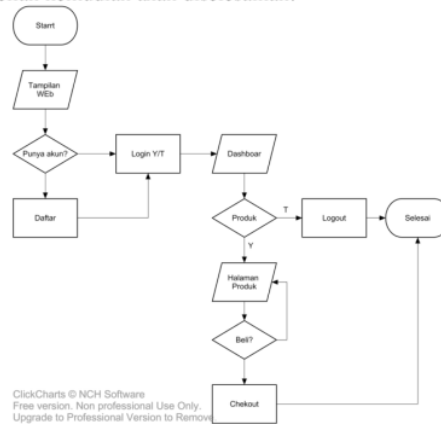 Starrt
Tampilan
WEb
Punya akun?
Login Y/T
Dashboar
Daftar
Produk
T
Logout
Selesai
Y
Halaman
Produk
Beli?
Chekout
ClickCharts © NCH Software
Free version. Non professional Use Only.
Upgrade to Professional Version to Remove